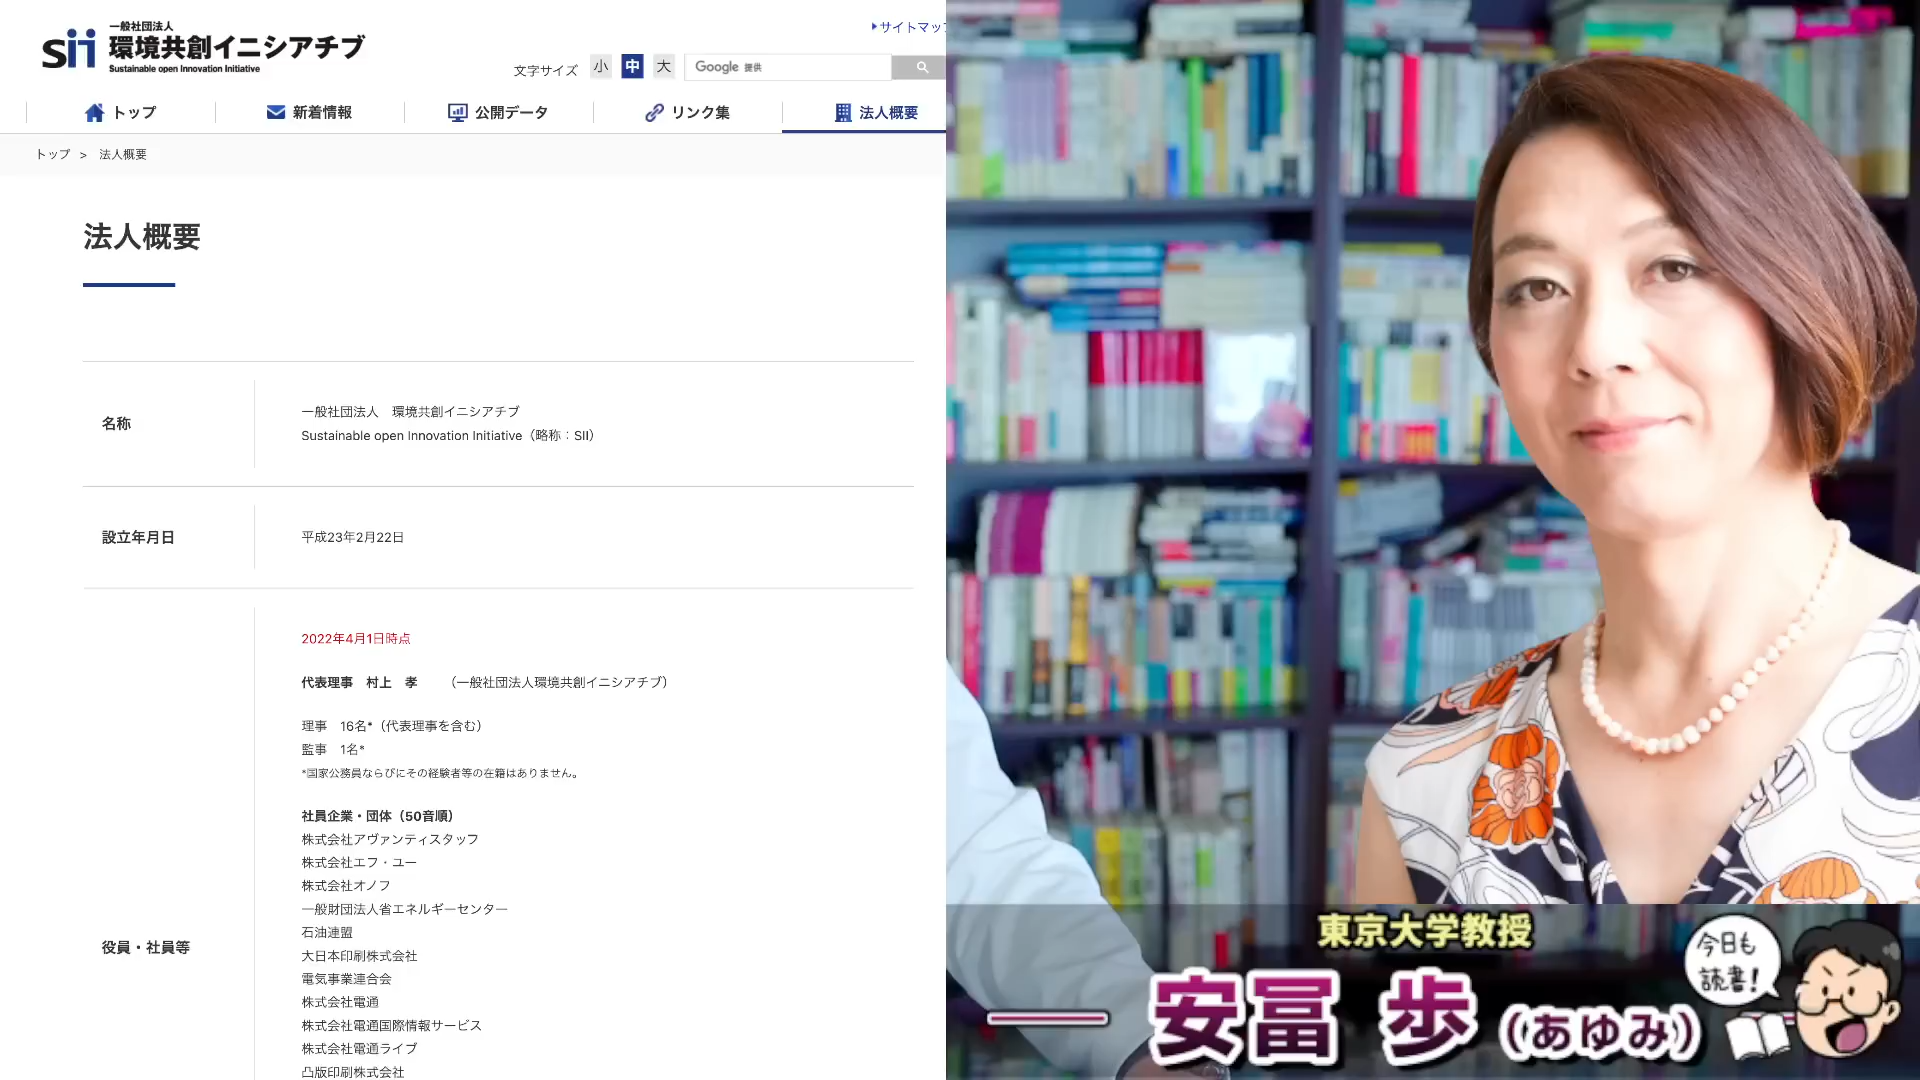 一般社団法人
sii 環境共創イニシアチブ
Sustainable open Innovation Initiative
サイトマップ
文字サイズ 小 中 大 Google 提供
トップ 新着情報 公開データ リンク集 法人概要
トップ > 法人概要
法人概要
名称
一般社団法人 環境共創イニシアチブ
Sustainable open Innovation Initiative（略称：SII）
設立年月日
平成23年2月22日
役員・社員等
2022年4月1日時点
代表理事 村上 孝 （一般社団法人環境共創イニシアチブ）
理事 16名*（代表理事を含む）
監事 1名*
*国家公務員ならびにその経験者等の在籍はありません。
社員企業・団体（50音順）
株式会社アヴァンティスタッフ
株式会社エフ・ユー
株式会社オノフ
一般財団法人省エネルギーセンター
石油連盟
大日本印刷株式会社
電気事業連合会
株式会社電通
株式会社電通国際情報サービス
株式会社電通ライブ
凸版印刷株式会社
東京大学教授
安冨 歩（あゆみ）
今日も
読書！